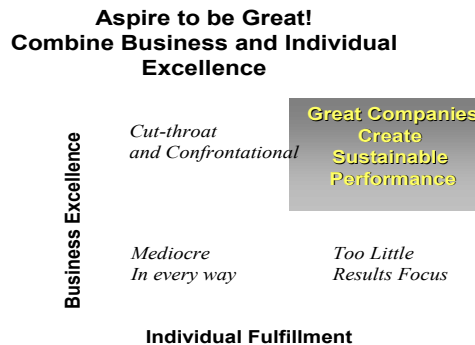 Aspire to be Great!
Combine Business and Individual
Excellence
Cut-throat
and Confrontational
Great Companies
Create
Sustainable
Performance
Business Excellence
Mediocre
In every way
Too Little
Results Focus
Individual Fulfillment